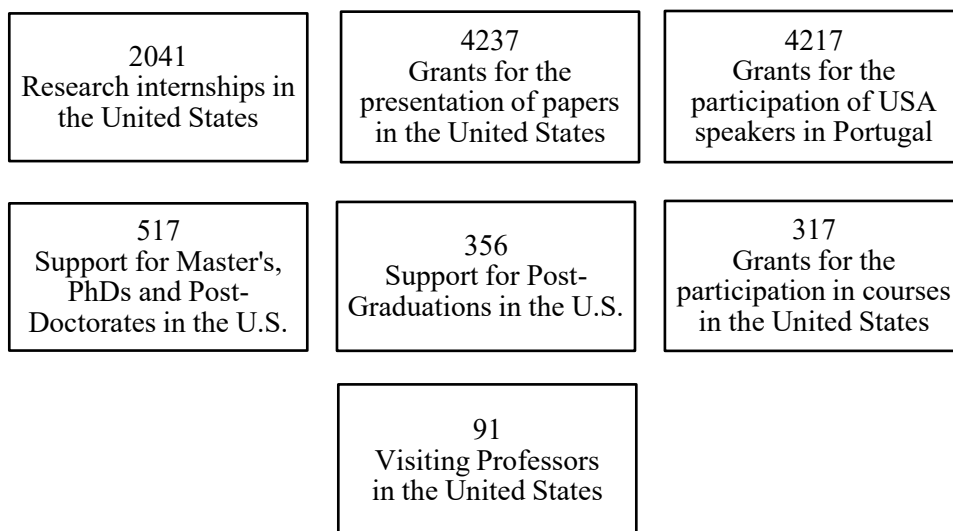 2041
Research internships in
the United States
4237
Grants for the
presentation of papers
in the United States
4217
Grants for the
participation of USA
speakers in Portugal
517
Support for Master's,
PhDs and Post-
Doctorates in the U.S.
356
Support for Post-
Graduations in the U.S.
317
Grants for the
participation in courses
in the United States
91
Visiting Professors
in the United States